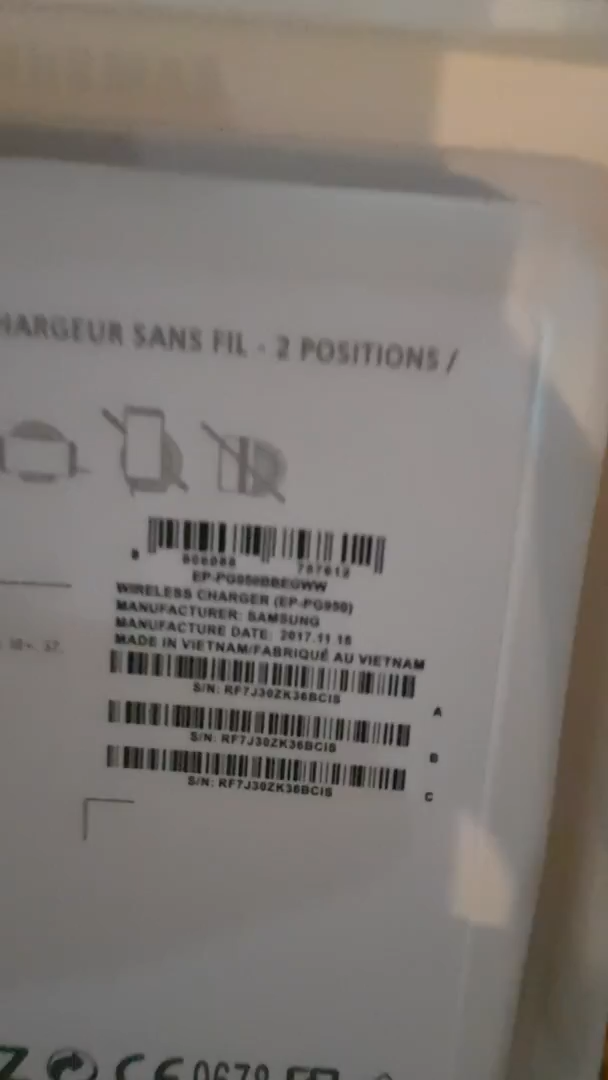 HARGEUR SANS FIL - 2 POSITIONS /
EP-PG950BBEGWW
WIRELESS CHARGER (EP-PG950)
MANUFACTURER: SAMSUNG
MANUFACTURE DATE: 2017.11
MADE IN VIETNAM/FABRIQUÉ AU VIETNAM
S/N: RF7J30ZK36BCIS
A
S/N: RF7J30ZK36BCIS
B
S/N: RF7J30ZK36BCIS
C
CE0678